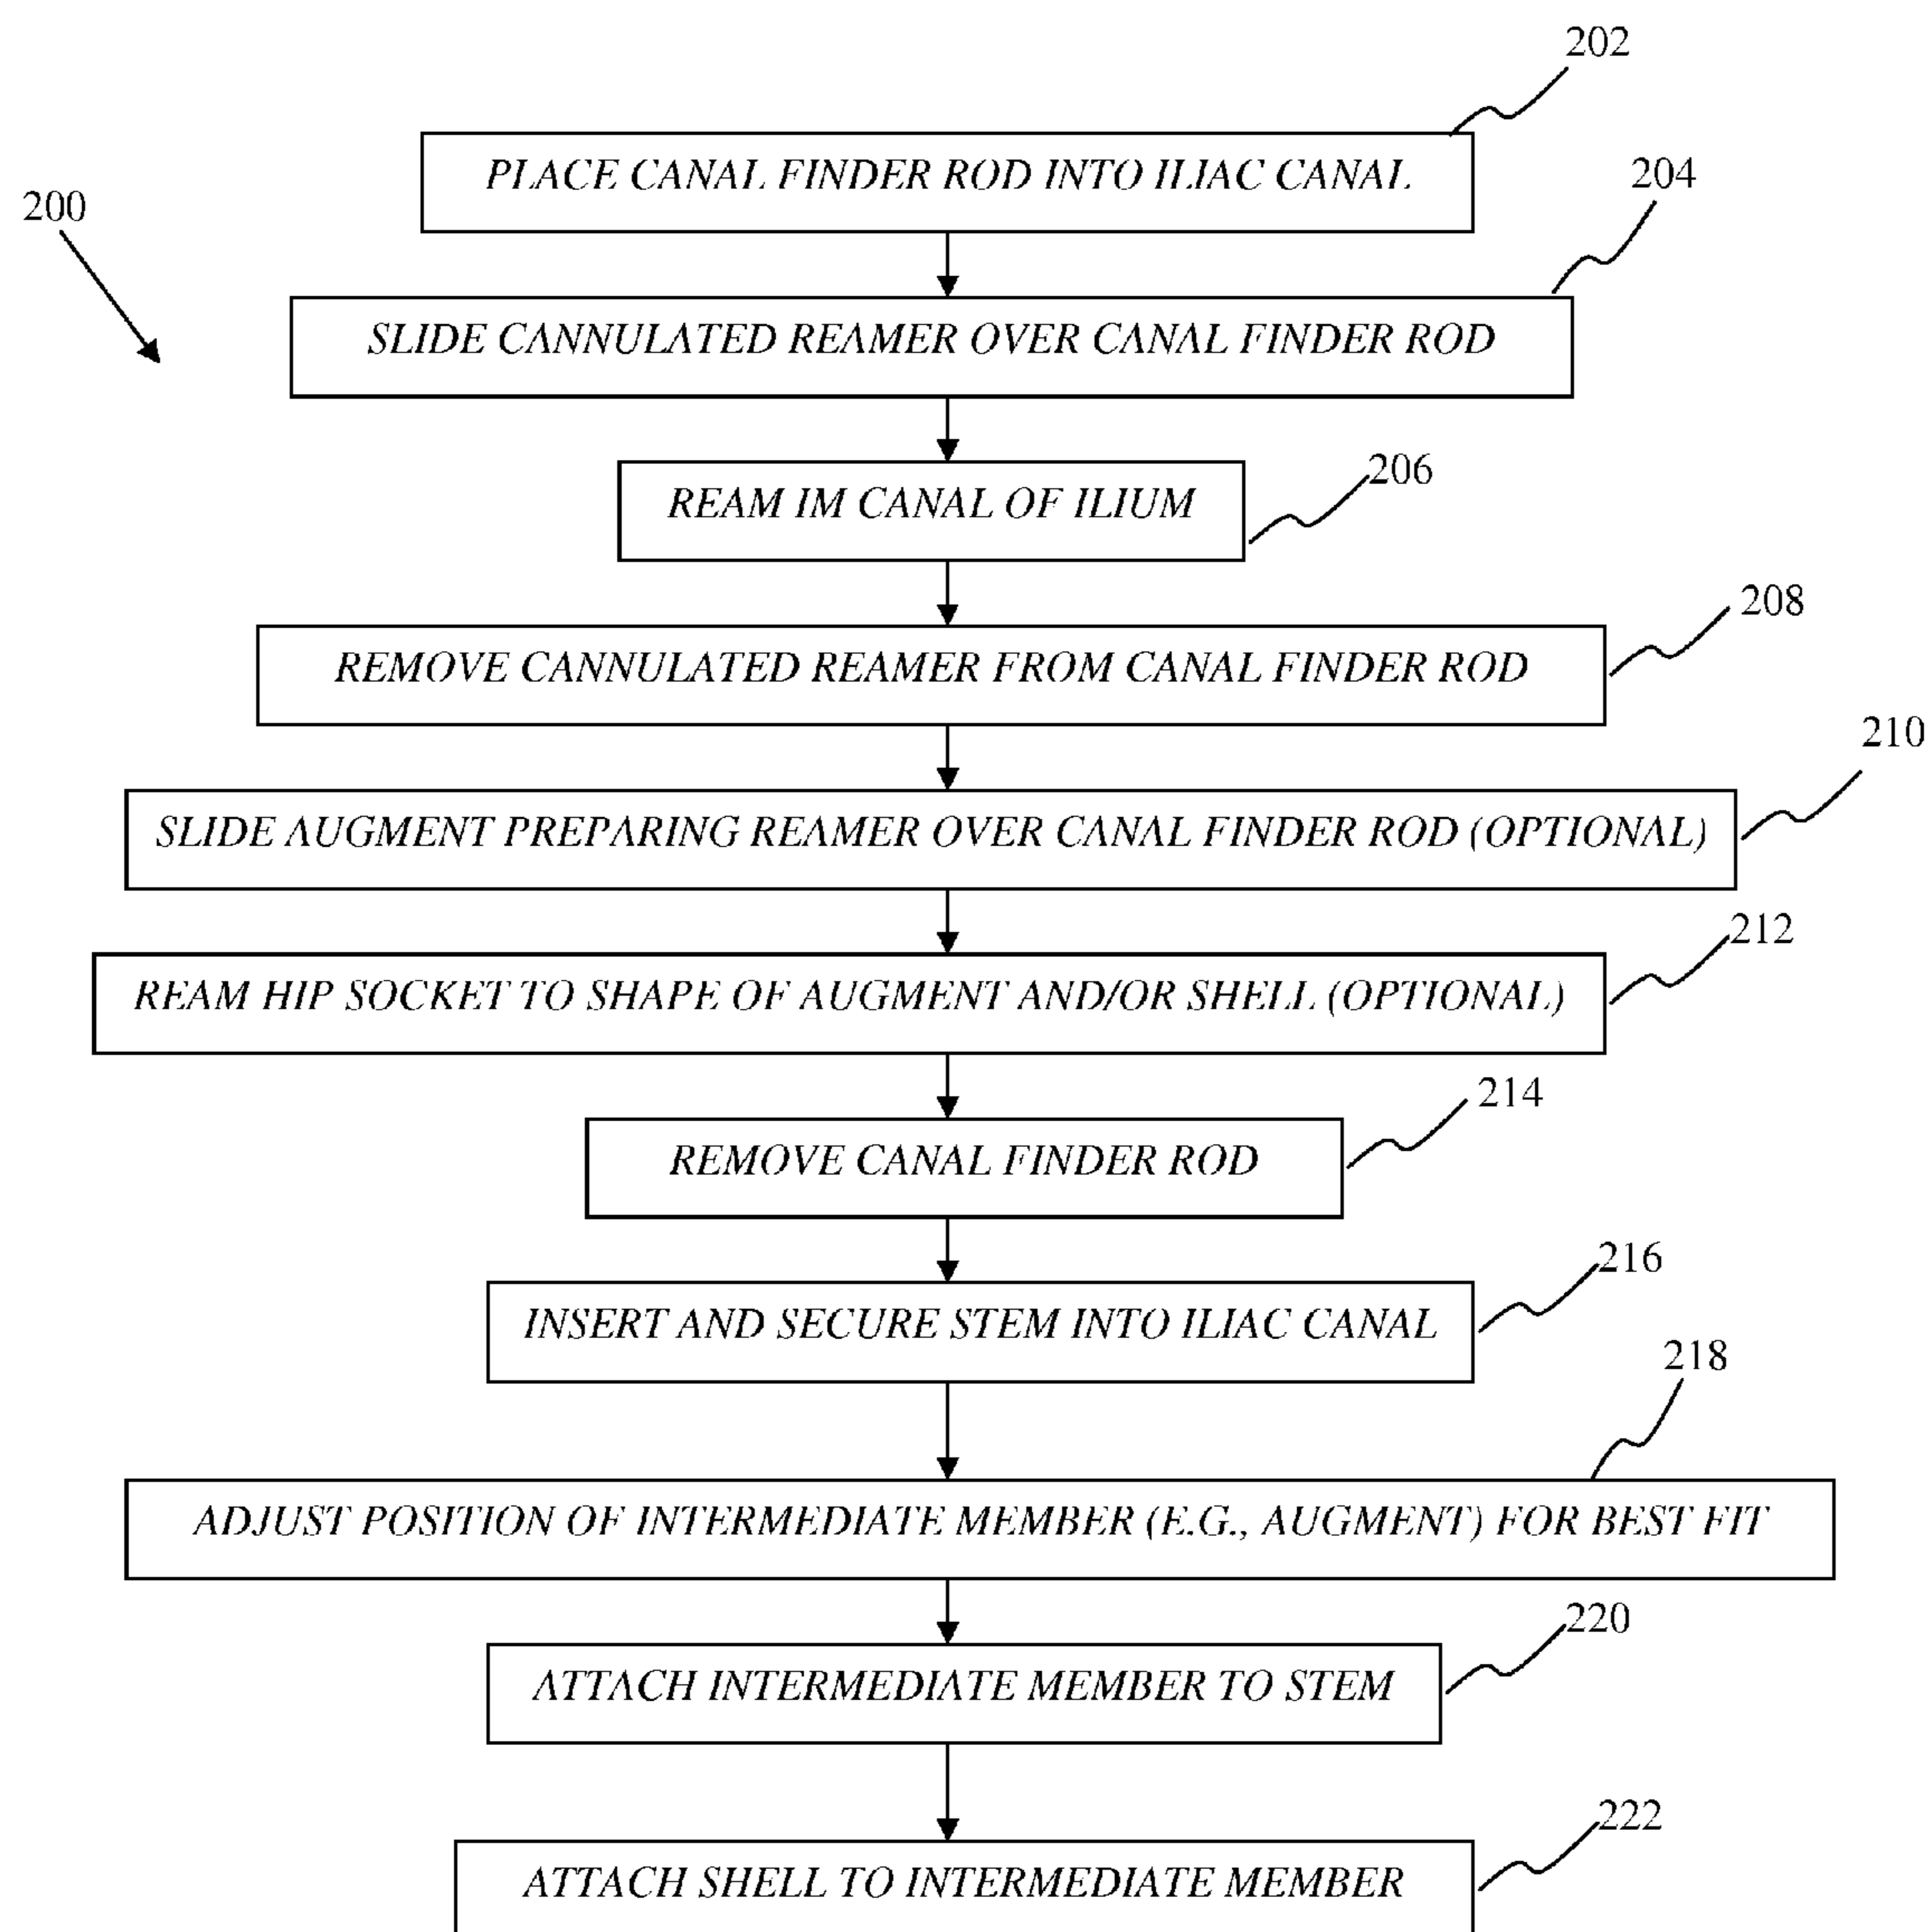 202
PLACE CANAL FINDER ROD INTO ILIAC CANAL
204
200
SLIDE CANNULATED REAMER OVER CANAL FINDER ROD
206
REAM IM CANAL OF ILIUM
208
REMOVE CANNULATED REAMER FROM CANAL FINDER ROD
210
SLIDE AUGMENT PREPARING REAMER OVER CANAL FINDER ROD (OPTIONAL)
212
REAM HIP SOCKET TO SHAPE OF AUGMENT AND/OR SHELL (OPTIONAL)
214
REMOVE CANAL FINDER ROD
216
INSERT AND SECURE STEM INTO ILIAC CANAL
218
ADJUST POSITION OF INTERMEDIATE MEMBER (E.G., AUGMENT) FOR BEST FIT
220
ATTACH INTERMEDIATE MEMBER TO STEM
222
ATTACH SHELL TO INTERMEDIATE MEMBER